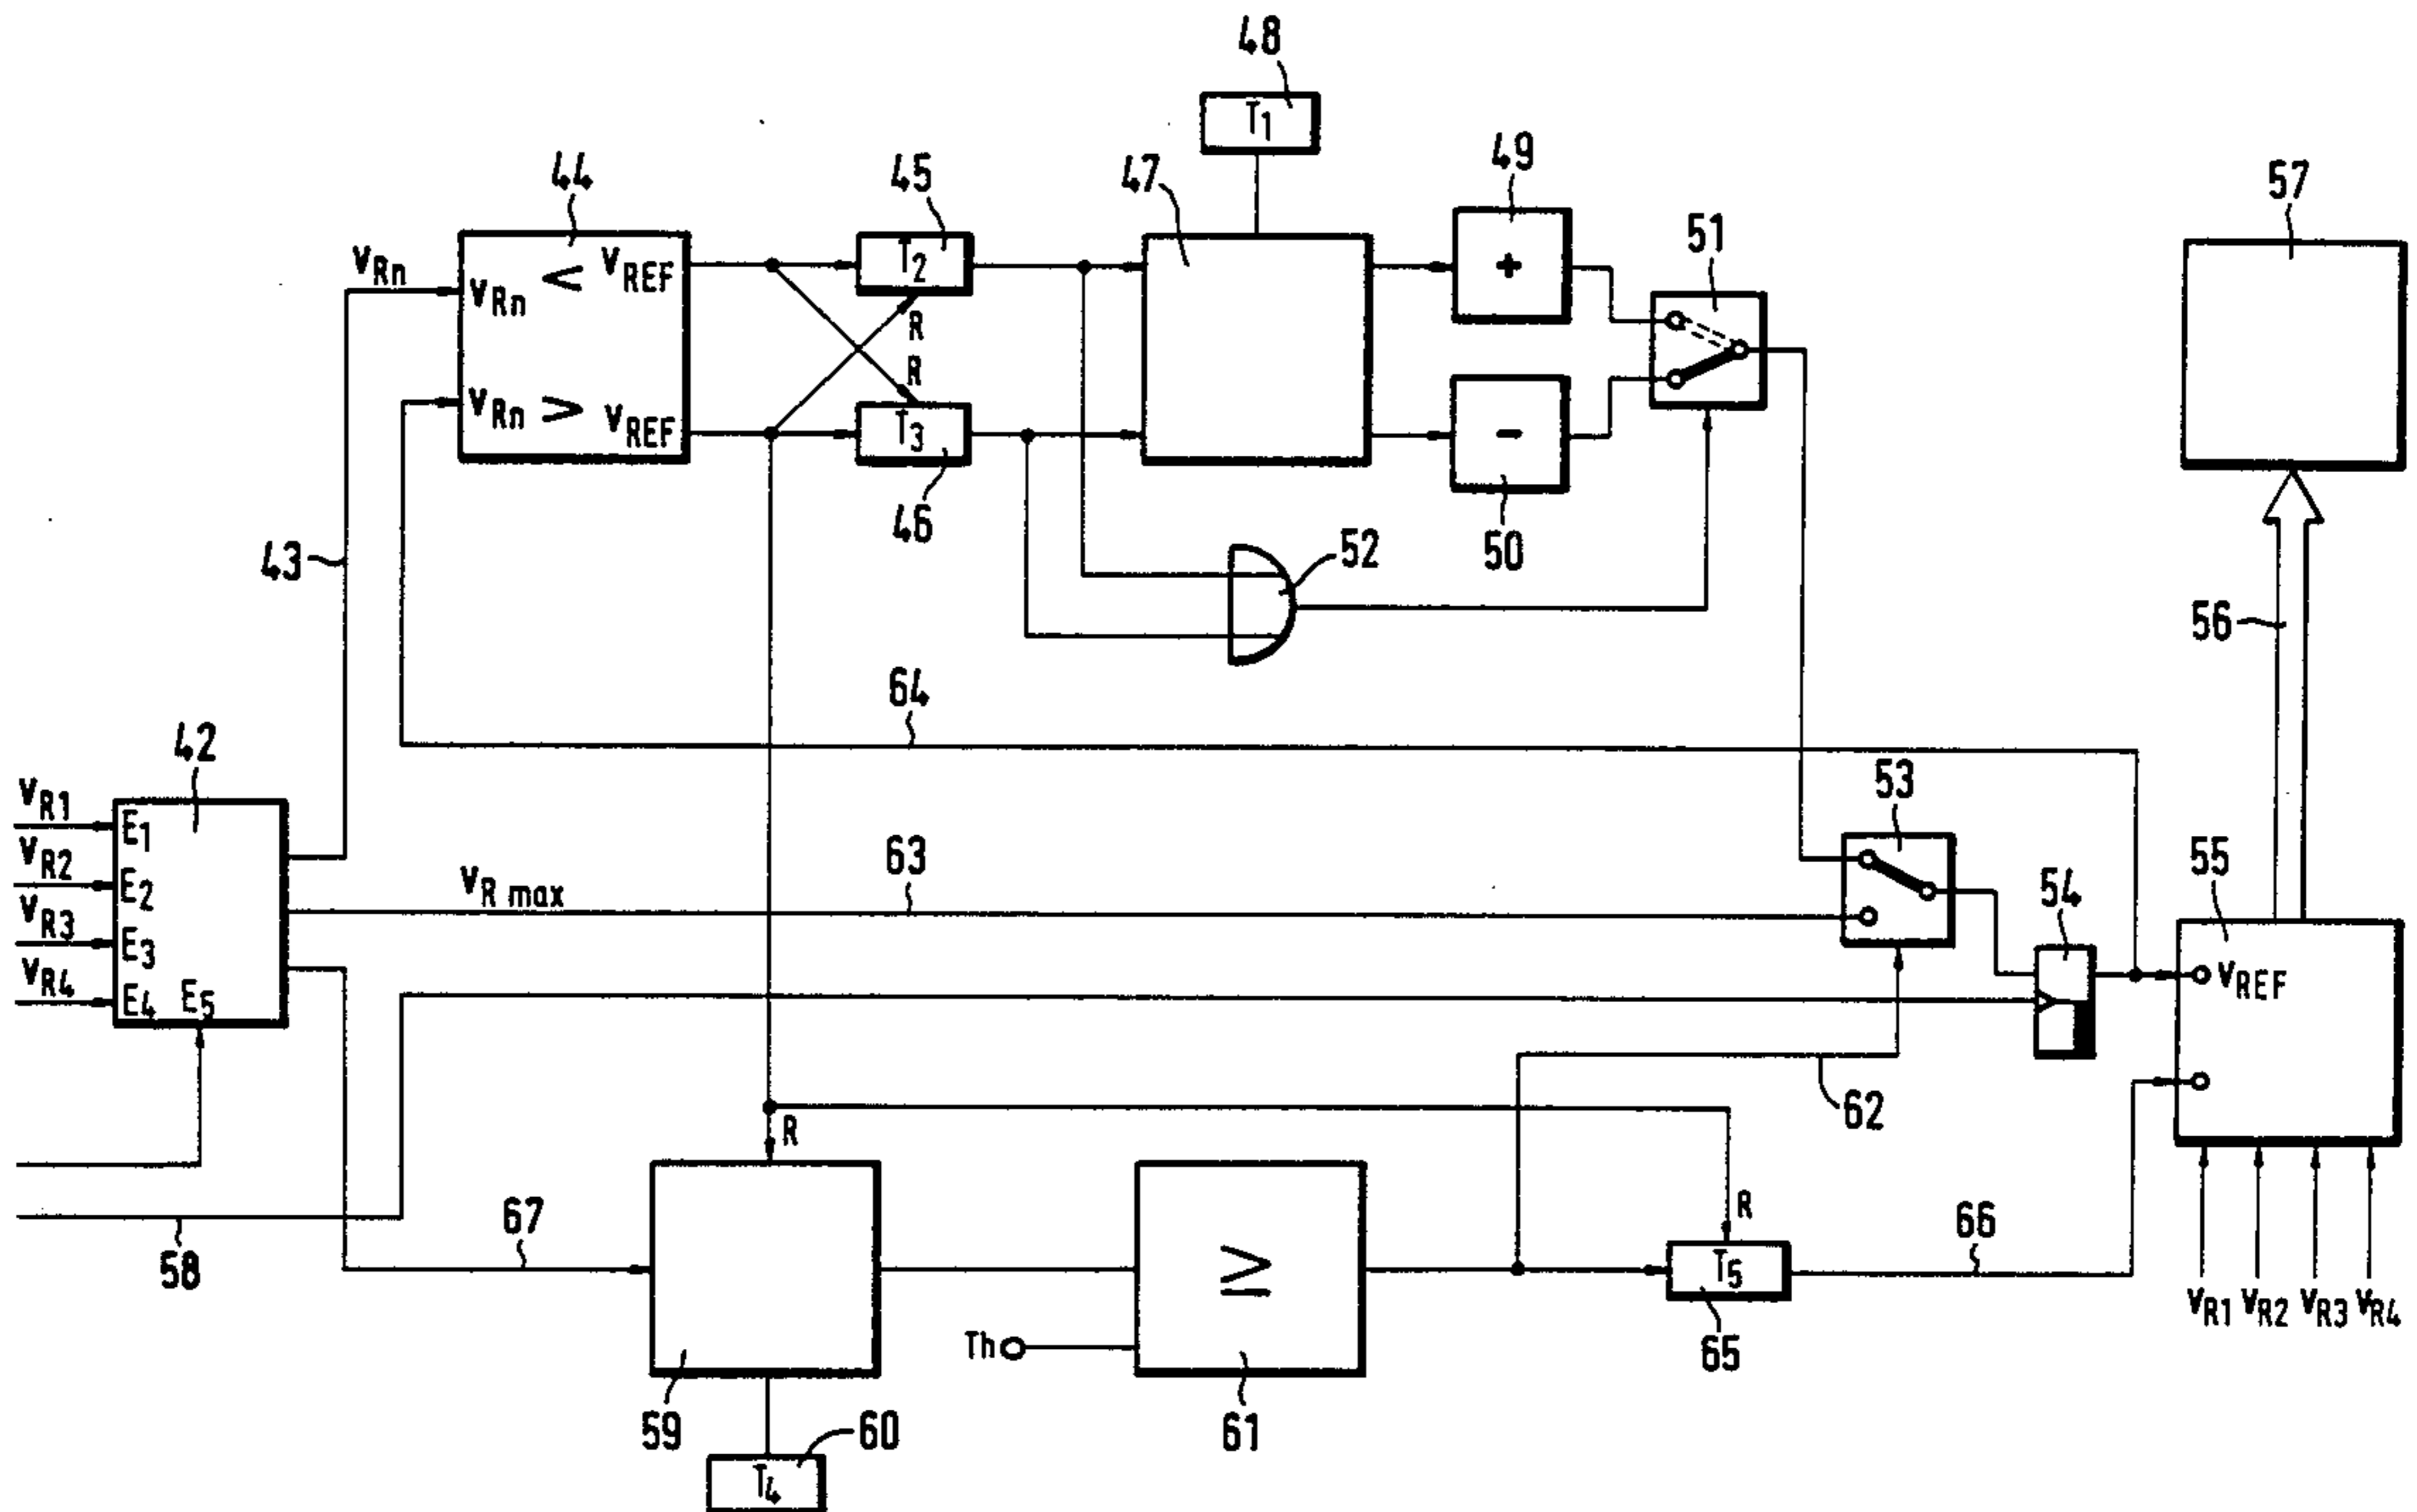 48
T1
44
45
47
49
51
57
VRn
VRn < VREF
T2
+
R
R
VRn > VREF
T3
-
46
50
52
43
56
64
42
53
55
VR1
E1
VR2
E2
VR3
E3
VR4
E4 E5
VR max
63
54
VREF
62
R
R
58
67
66
≥
T5
Th
65
VR1 VR2 VR3 VR4
59
60
61
T4